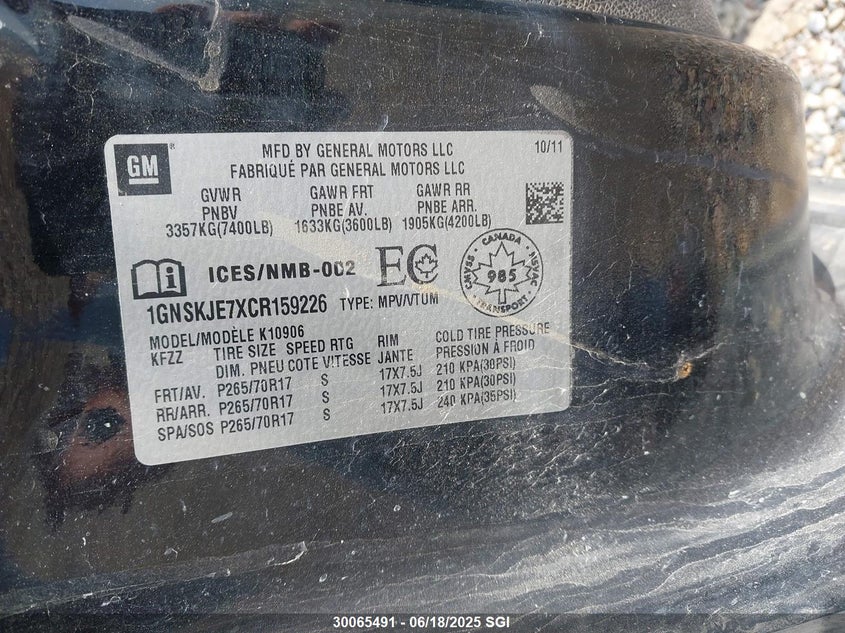 GM
MFD BY GENERAL MOTORS LLC 10/11
FABRIQUÉ PAR GENERAL MOTORS LLC
GVWR GAWR FRT GAWR RR
PNBV PNBE AV. PNBE ARR.
3357KG(7400LB) 1633KG(3600LB) 1905KG(4200LB)
ICES/NMB-002 EC
CANADA
CMVSS 985 NSVAC
TRANSPORT
1GNSKJE7XCR159226 TYPE: MPV/VTUM
MODEL/MODÈLE K10906
KFZZ TIRE SIZE SPEED RTG RIM COLD TIRE PRESSURE
DIM. PNEU COTE VITESSE JANTE PRESSION À FROID
FRT/AV. P265/70R17 S 17X7.5J 210 KPA(30PSI)
RR/ARR. P265/70R17 S 17X7.5J 210 KPA(30PSI)
SPA/SOS P265/70R17 S 17X7.5J 240 KPA(35PSI)
30065491 - 06/18/2025 SGI